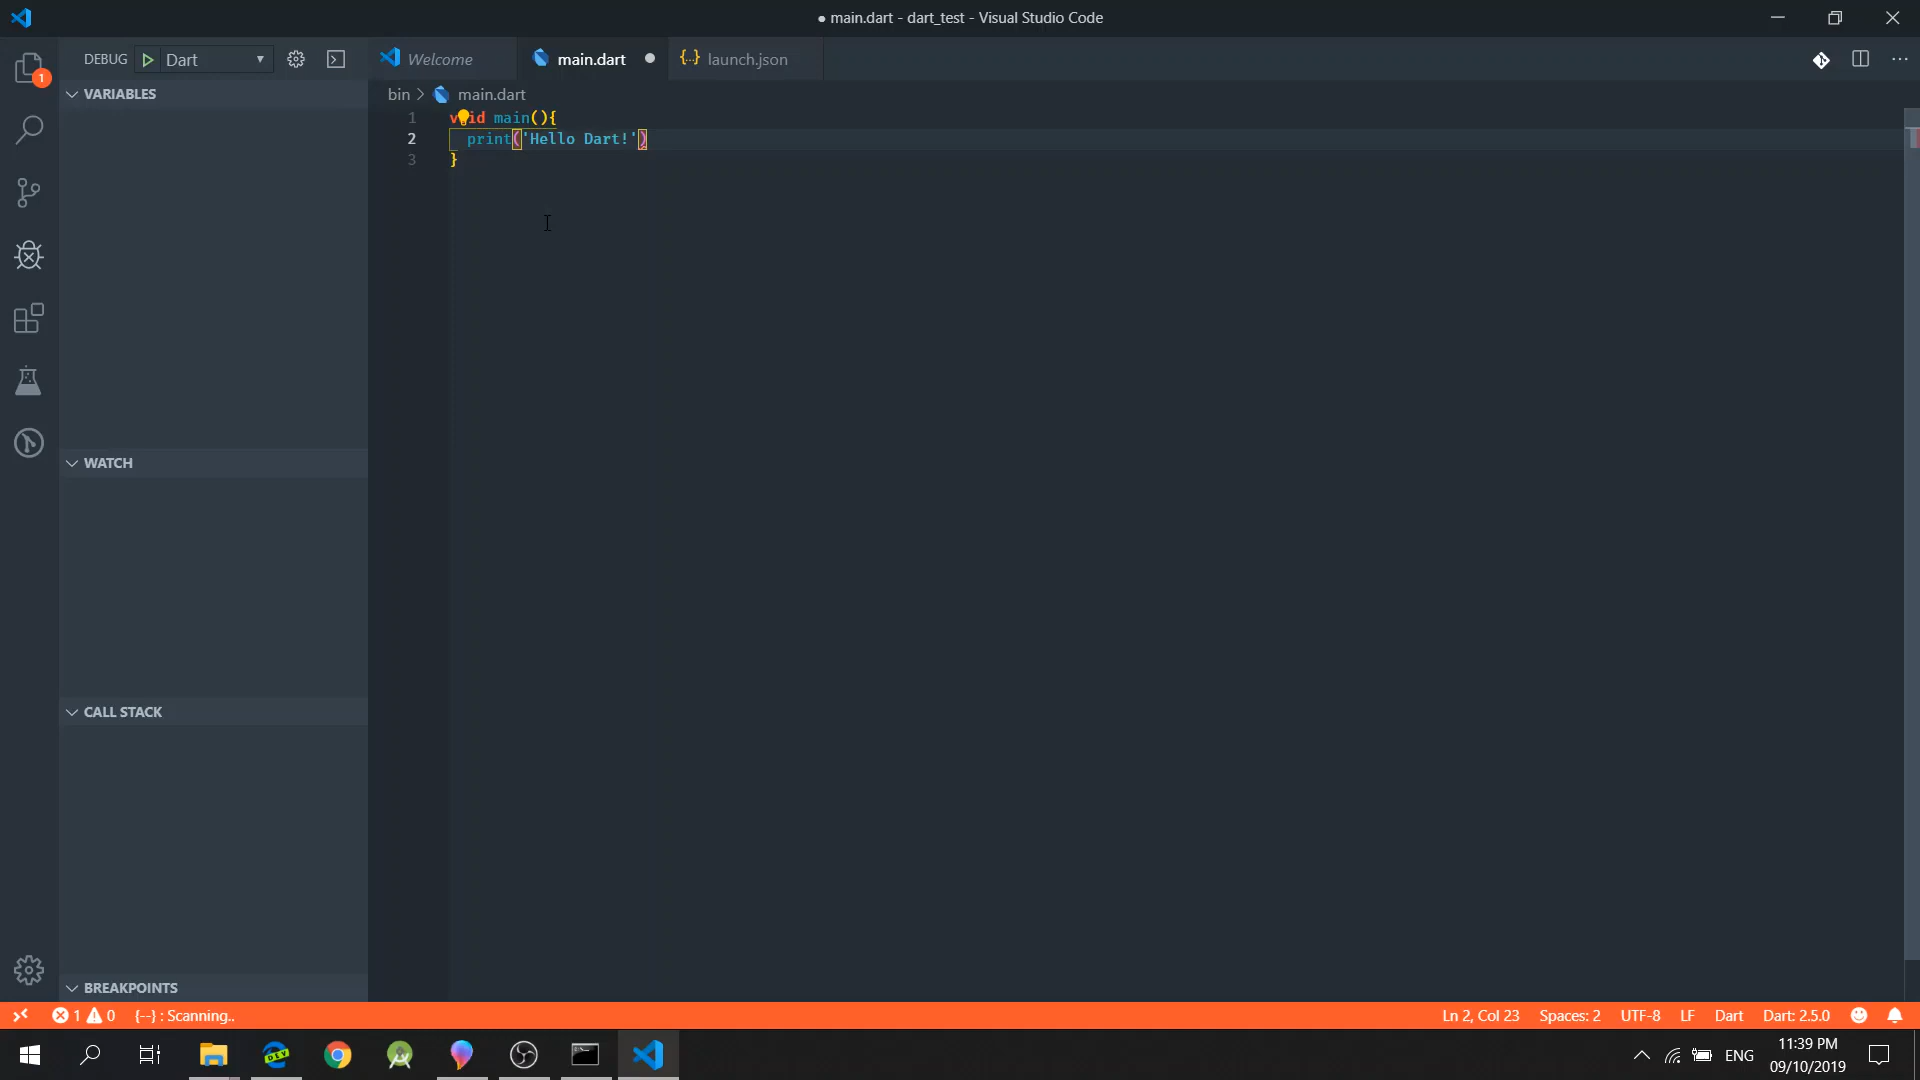 ● main.dart - dart_test - Visual Studio Code
DEBUG Dart
Welcome
main.dart
{..} launch.json
1
VARIABLES
bin > main.dart
1 void main(){
2 print('Hello Dart!')
3 }
WATCH
CALL STACK
BREAKPOINTS
1 0 {--} : Scanning..
Ln 2, Col 23 Spaces: 2 UTF-8 LF Dart Dart: 2.5.0
DEV
ENG
11:39 PM
09/10/2019